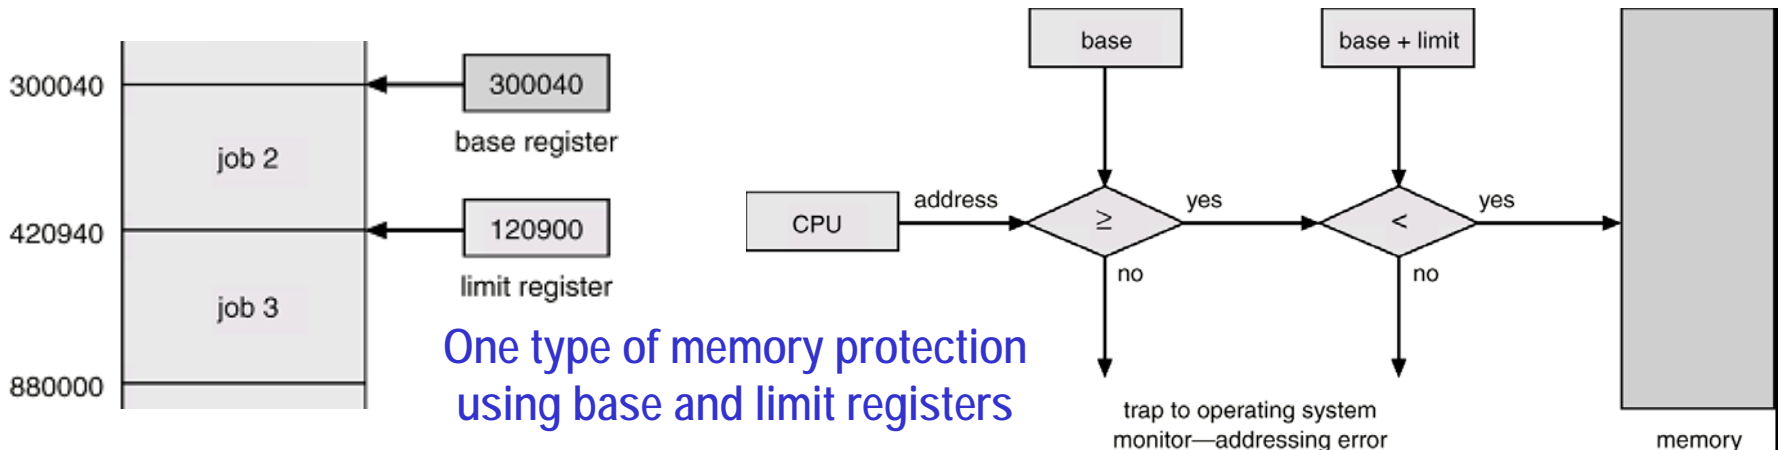 300040
job 2
420940
job 3
880000
300040
base register
120900
limit register
One type of memory protection
using base and limit registers
base
base + limit
CPU
address
≥
yes
<
yes
no
no
trap to operating system
monitor—addressing error
memory